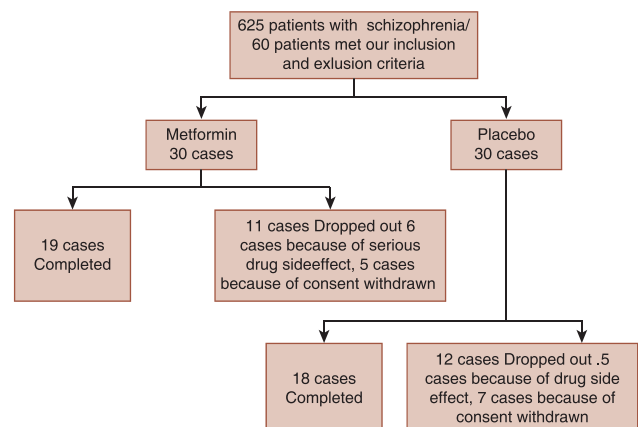 625 patients with schizophrenia/
60 patients met our inclusion
and exlusion criteria
Metformin
30 cases
Placebo
30 cases
19 cases
Completed
11 cases Dropped out 6
cases because of serious
drug sideeffect, 5 cases
because of consent withdrawn
18 cases
Completed
12 cases Dropped out .5
cases because of drug side
effect, 7 cases because of
consent withdrawn